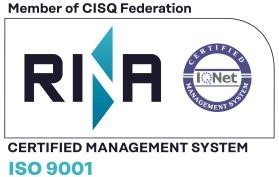 Member of CISQ Federation
RINA
CERTIFIED
IQNet
MANAGEMENT SYSTEM
CERTIFIED MANAGEMENT SYSTEM
ISO 9001